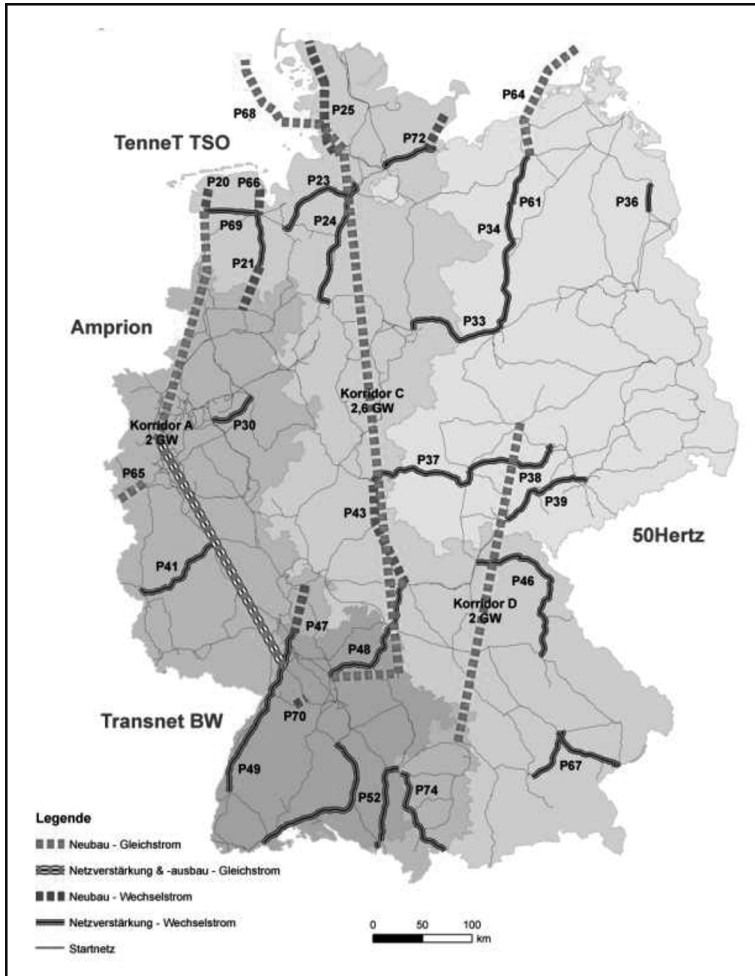 P64
P25
P68
P72
TenneT TSO
P20
P66
P23
P61
P36
P69
P24
P34
P21
Amprion
P33
Korridor C
2,6 GW
Korridor A
2 GW
P30
P37
P38
P65
P43
P39
50Hertz
P41
P46
Korridor D
2 GW
P47
P48
Transnet BW
P70
P49
P52
P74
P67
Legende
Neubau - Gleichstrom
Netzverstärkung & -ausbau - Gleichstrom
Neubau - Wechselstrom
Netzverstärkung - Wechselstrom
Startnetz
0 50 100
km